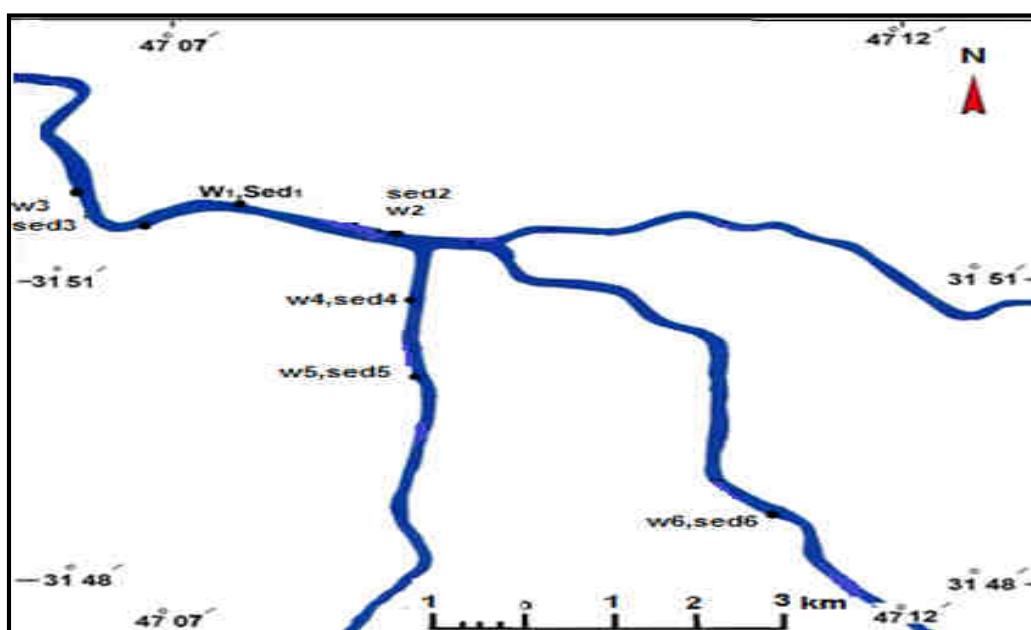 47° 07′
47° 12′
N
W₁,Sed₁
sed2
w2
w3
sed3
—31° 51′
31° 51′—
w4,sed4
w5,sed5
w6,sed6
—31° 48′
31° 48′
1 0 1 2 3 km
47° 07′
47° 12′